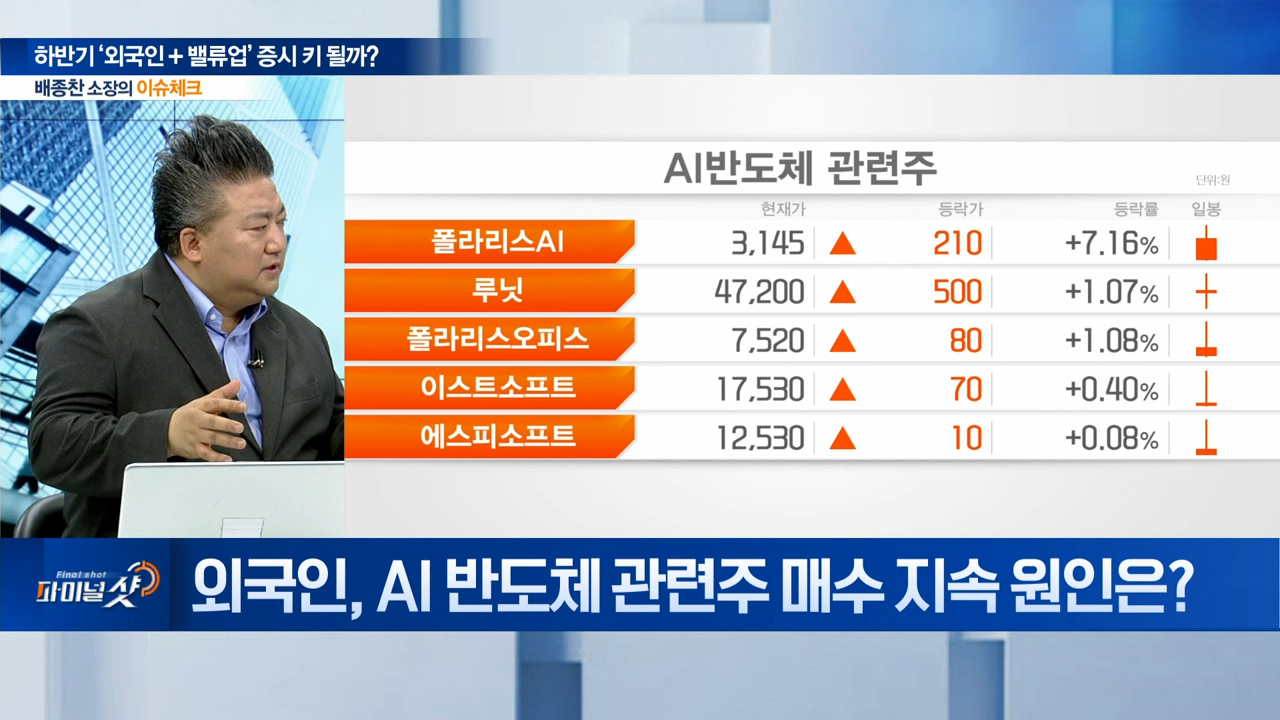 하반기 ‘외국인 + 밸류업’ 증시 키 될까?
배종찬 소장의 이슈체크
AI반도체 관련주
단위:원
현재가 등락가 등락률 일봉
폴라리스AI 3,145 ▲ 210 +7.16%
루닛 47,200 ▲ 500 +1.07%
폴라리스오피스 7,520 ▲ 80 +1.08%
이스트소프트 17,530 ▲ 70 +0.40%
에스피소프트 12,530 ▲ 10 +0.08%
Final shot
파이널 샷
외국인, AI 반도체 관련주 매수 지속 원인은?